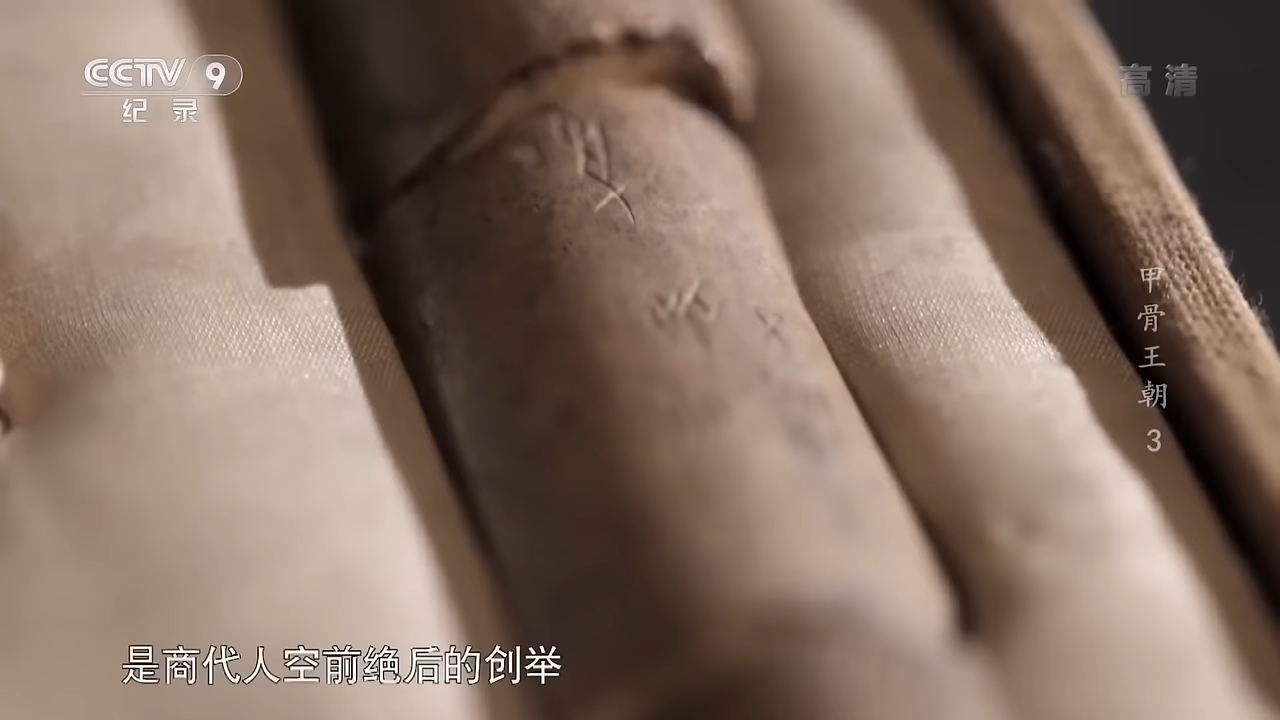 CCTV 9
纪录
高清
甲骨王朝 3
是商代人空前绝后的创举